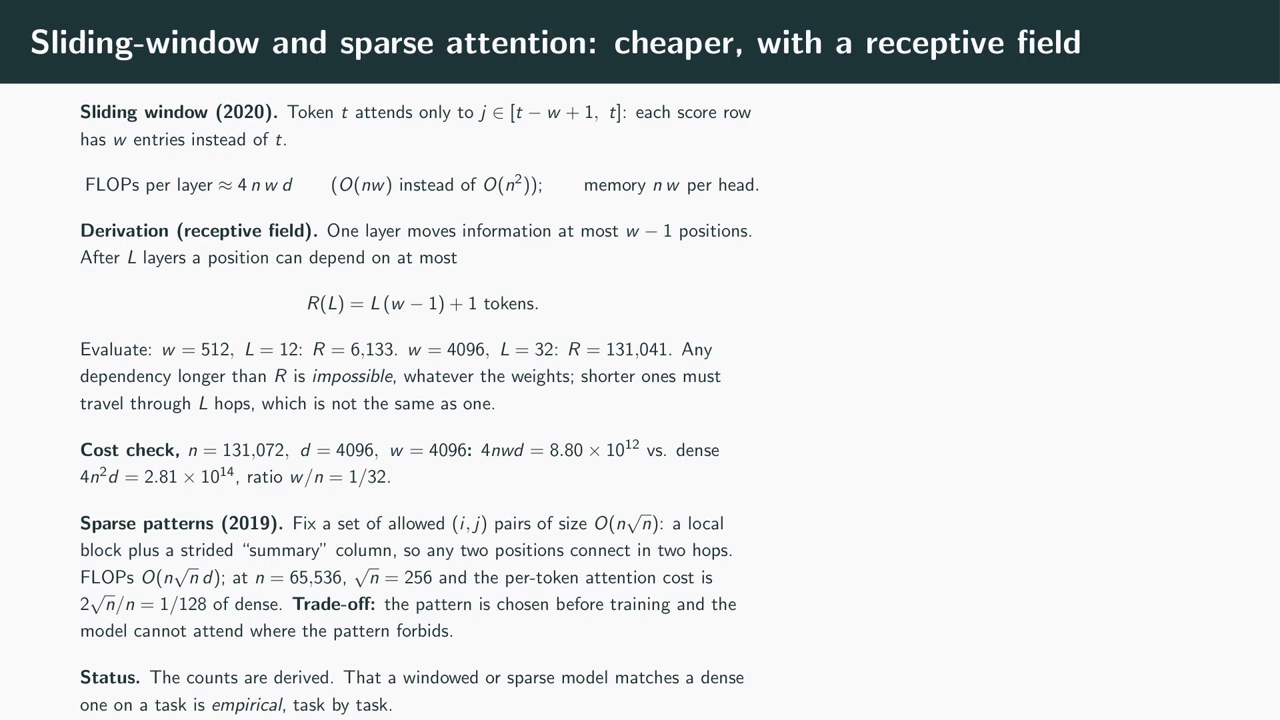 Sliding-window and sparse attention: cheaper, with a receptive field
Sliding window (2020). Token t attends only to j ∈ [t − w + 1, t]: each score row
has w entries instead of t.
FLOPs per layer ≈ 4 n w d (O(nw) instead of O(n²)); memory n w per head.
Derivation (receptive field). One layer moves information at most w − 1 positions.
After L layers a position can depend on at most
R(L) = L (w − 1) + 1 tokens.
Evaluate: w = 512, L = 12: R = 6,133. w = 4096, L = 32: R = 131,041. Any
dependency longer than R is impossible, whatever the weights; shorter ones must
travel through L hops, which is not the same as one.
Cost check, n = 131,072, d = 4096, w = 4096: 4nwd = 8.80 × 10¹² vs. dense
4n²d = 2.81 × 10¹⁴, ratio w/n = 1/32.
Sparse patterns (2019). Fix a set of allowed (i, j) pairs of size O(n√n): a local
block plus a strided “summary” column, so any two positions connect in two hops.
FLOPs O(n√n d); at n = 65,536, √n = 256 and the per-token attention cost is
2√n/n = 1/128 of dense. Trade-off: the pattern is chosen before training and the
model cannot attend where the pattern forbids.
Status. The counts are derived. That a windowed or sparse model matches a dense
one on a task is empirical, task by task.